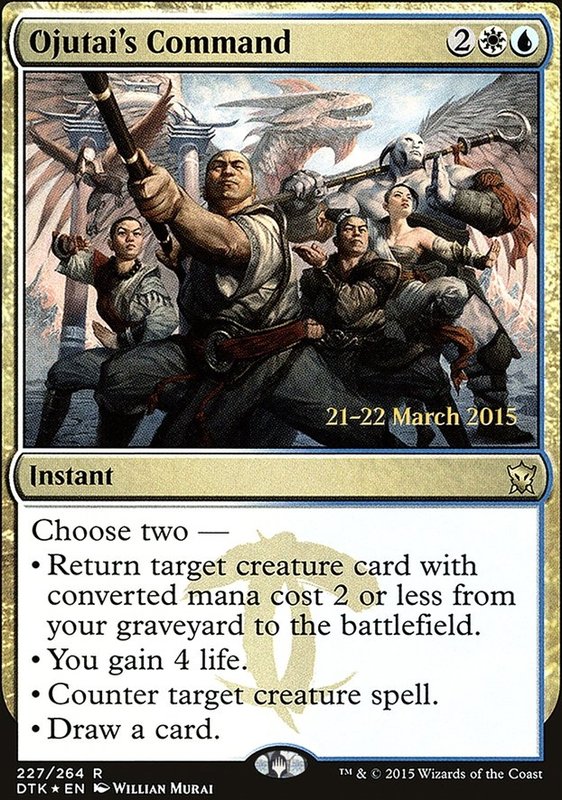 Ojutai's Command 2
21-22 March 2015
Instant
Choose two —
• Return target creature card with
converted mana cost 2 or less from
your graveyard to the battlefield.
• You gain 4 life.
• Counter target creature spell.
• Draw a card.
227/264 R
DTK ★ EN Willian Murai
™ & © 2015 Wizards of the Coast